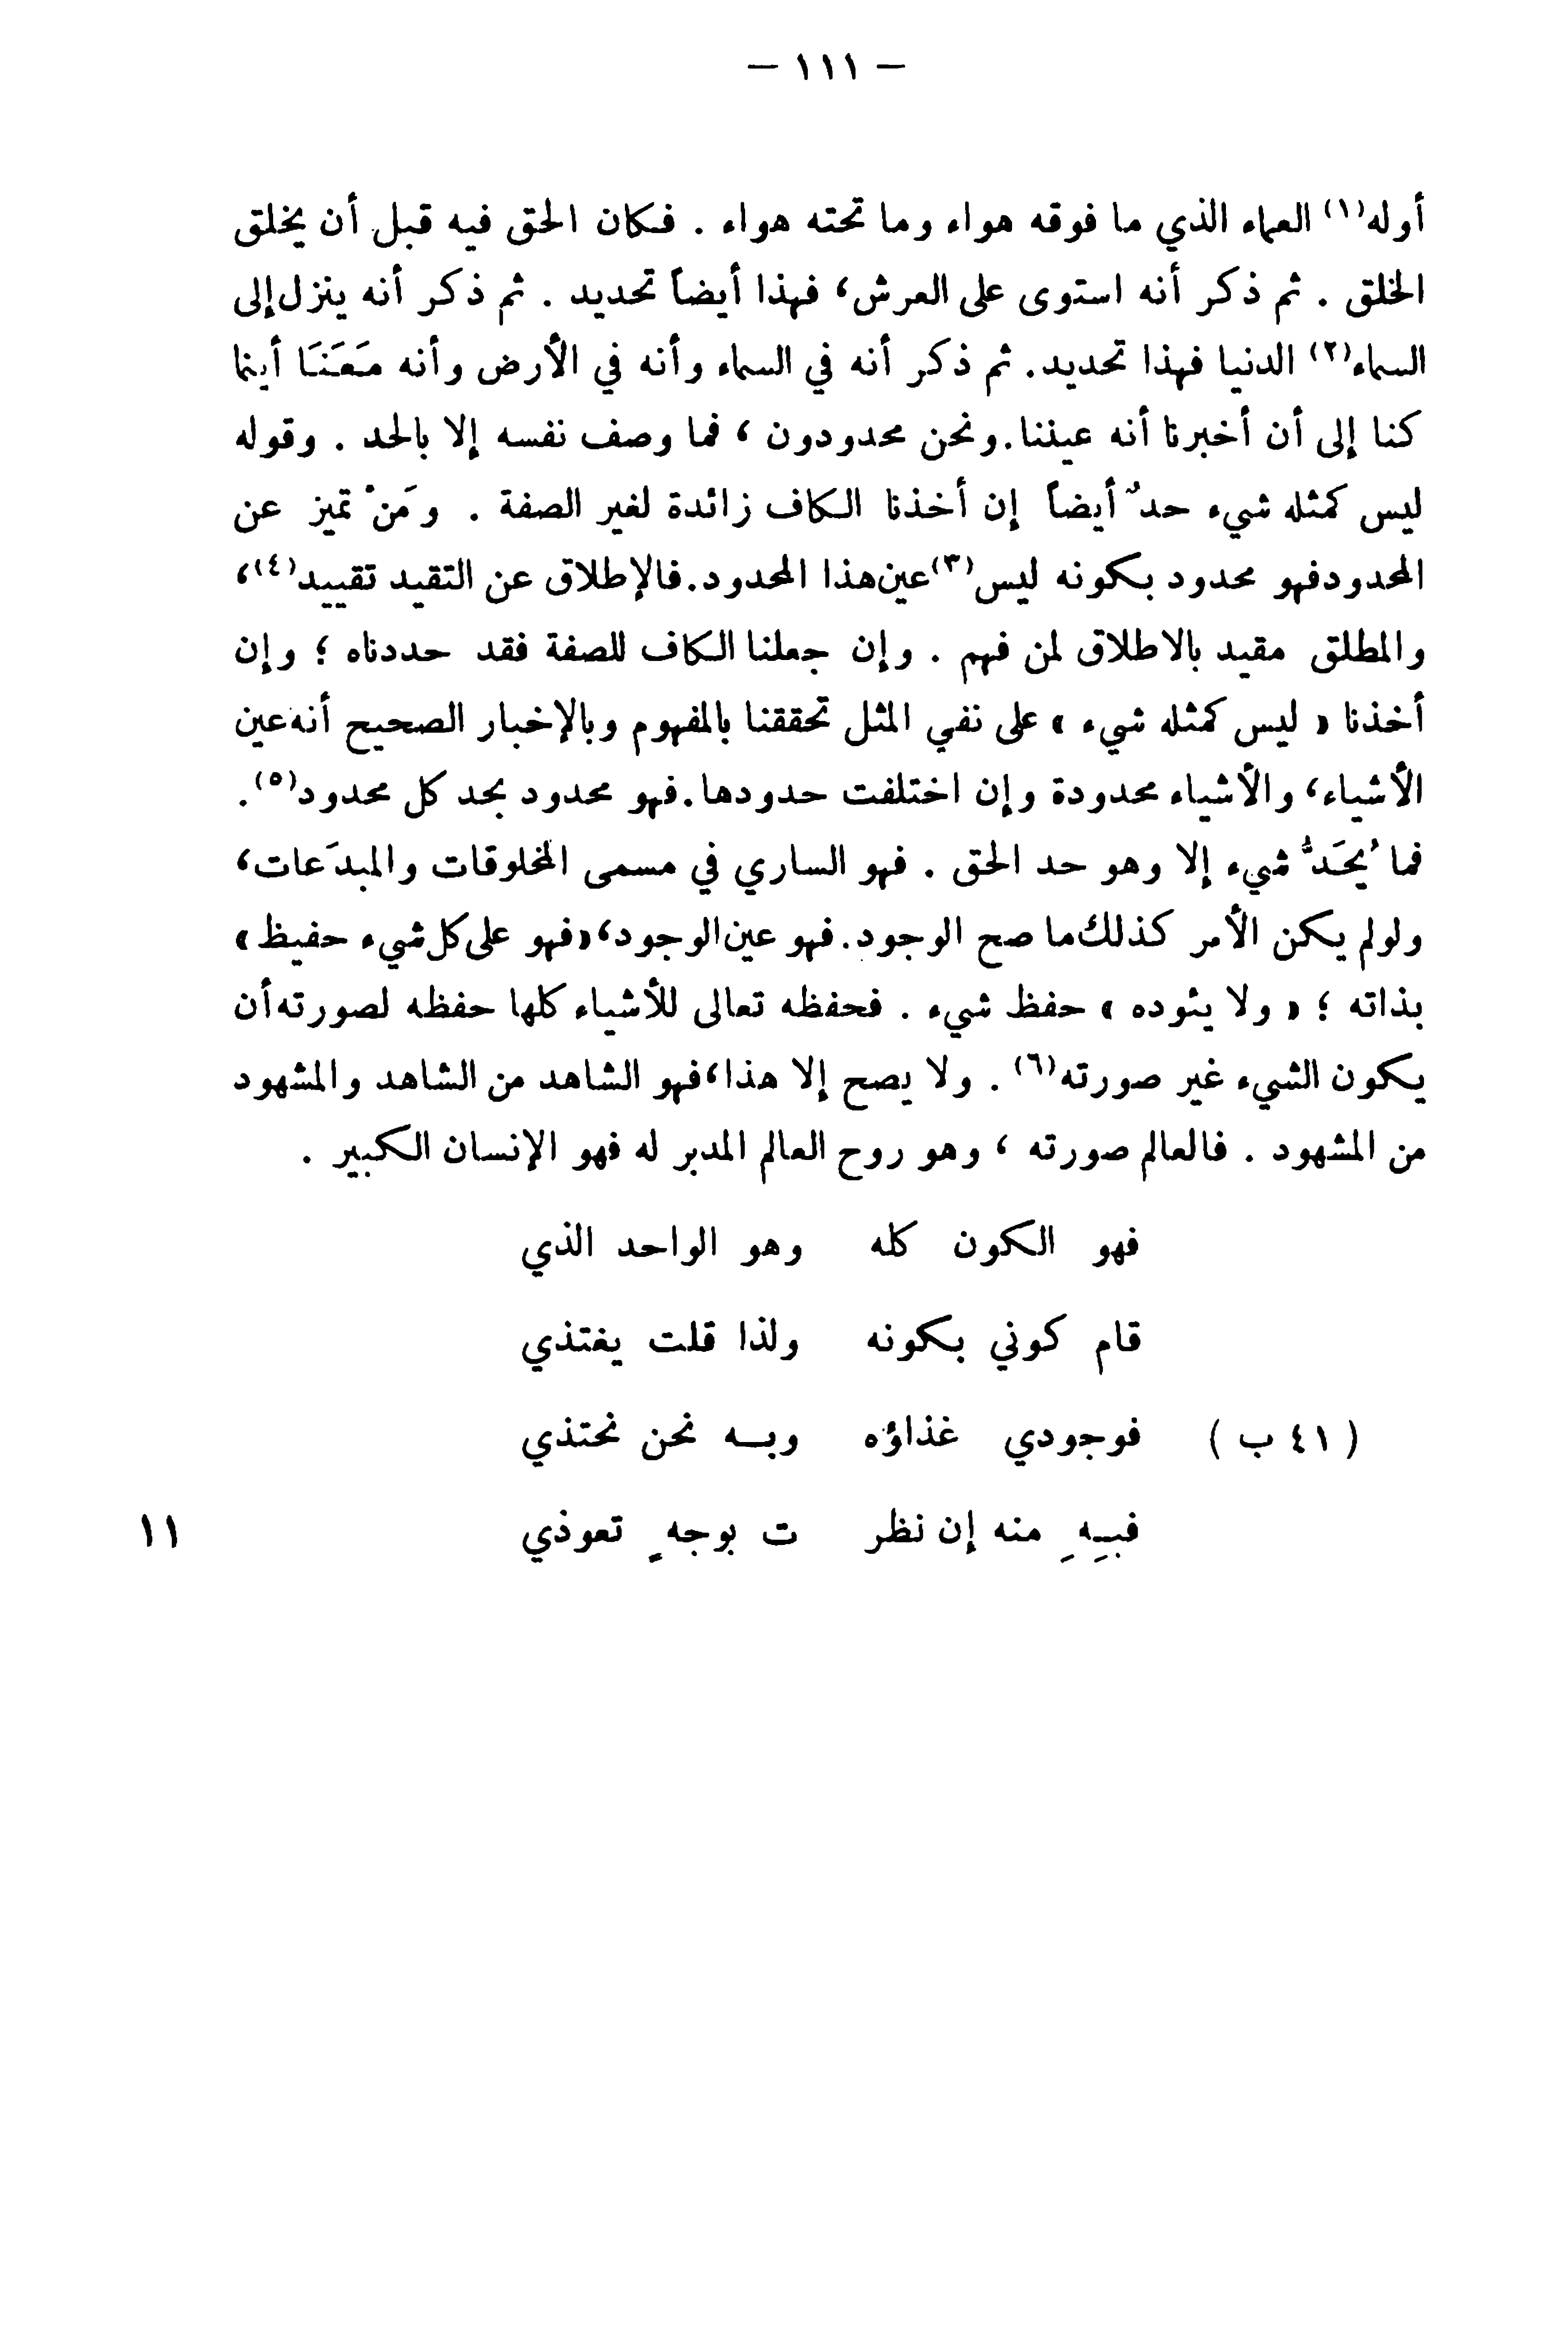 — ١١١ —
أوله(١) العماء الذي ما فوقه هواء وما تحته هواء . فكان الحق فيه قبل أن يخلق
الخلق . ثم ذكر أنه استوى على العرش، فهذا أيضاً تحديد . ثم ذكر أنه ينزل إلى
السماء(٢) الدنيا فهذا تحديد. ثم ذكر أنه في السماء وأنه في الأرض وأنه مَعَنَا أينما
كنا إلى أن أخبرنا أنه عيننا. ونحن محدودون ، فما وصف نفسه إلا بالحد . وقوله
ليس كمثله شيء حدٌ أيضاً إن أخذنا الكاف زائدة لغير الصفة . ومَنْ تميز عن
المحدود فهو محدود بكونه ليس(٣) عين هذا المحدود. فالإطلاق عن التقيد تقييد(٤)،
والمطلق مقيد بالاطلاق لمن فهم . وإن جعلنا الكاف للصفة فقد حددناه ؛ وإن
أخذنا « ليس كمثله شيء » على نفي المثل تحققنا بالمفهوم وبالإخبار الصحيح أنه عين
الأشياء، والأشياء محدودة وإن اختلفت حدودها. فهو محدود بحد كل محدود(٥).
فما يُحَدُّ شيء إلا وهو حد الحق . فهو الساري في مسمى المخلوقات والمبدَعات،
ولو لم يكن الأمر كذلك ما صح الوجود. فهو عين الوجود،«فهو على كل شيء حفيظ »
بذاته ؛ « ولا يئوده » حفظ شيء . فحفظه تعالى للأشياء كلها حفظه لصورته أن
يكون الشيء غير صورته(٦) . ولا يصح إلا هذا، فهو الشاهد من الشاهد والمشهود
من المشهود . فالعالم صورته ، وهو روح العالم المدبر له فهو الإنسان الكبير .
فهو الكون كله وهو الواحد الذي
قام كوني بكونه ولذا قلت يغتذي
( ٤١ ب ) فوجودي غذاؤه وبـه نحن نحتذي
فبِهِ منه إن نظر ت بوجهٍ تعوذي
١١